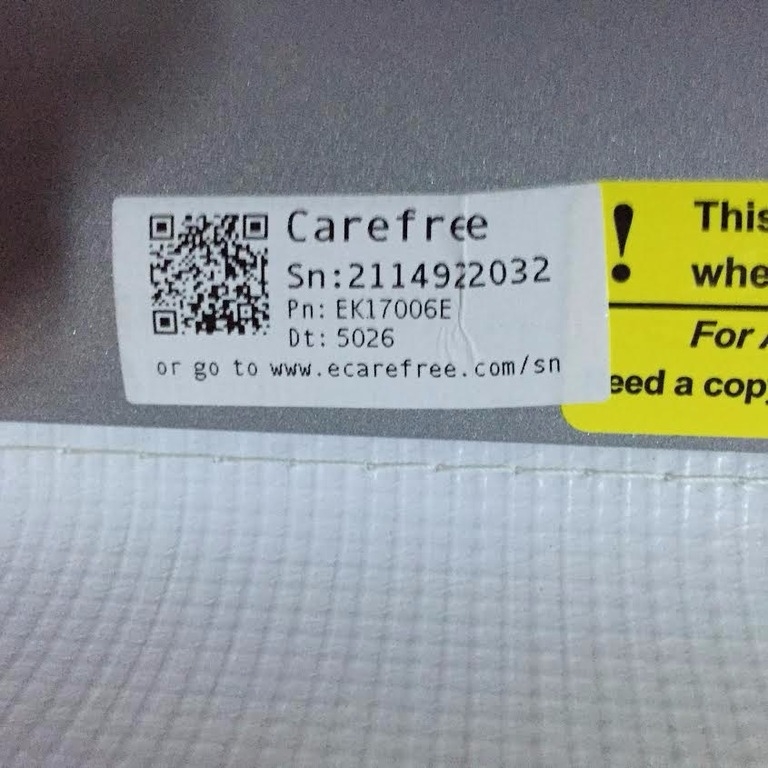 Carefree
Sn:2114922032
Pn: EK17006E
Dt: 5026
or go to www.ecarefree.com/sn
! This
whe
For A
eed a copy